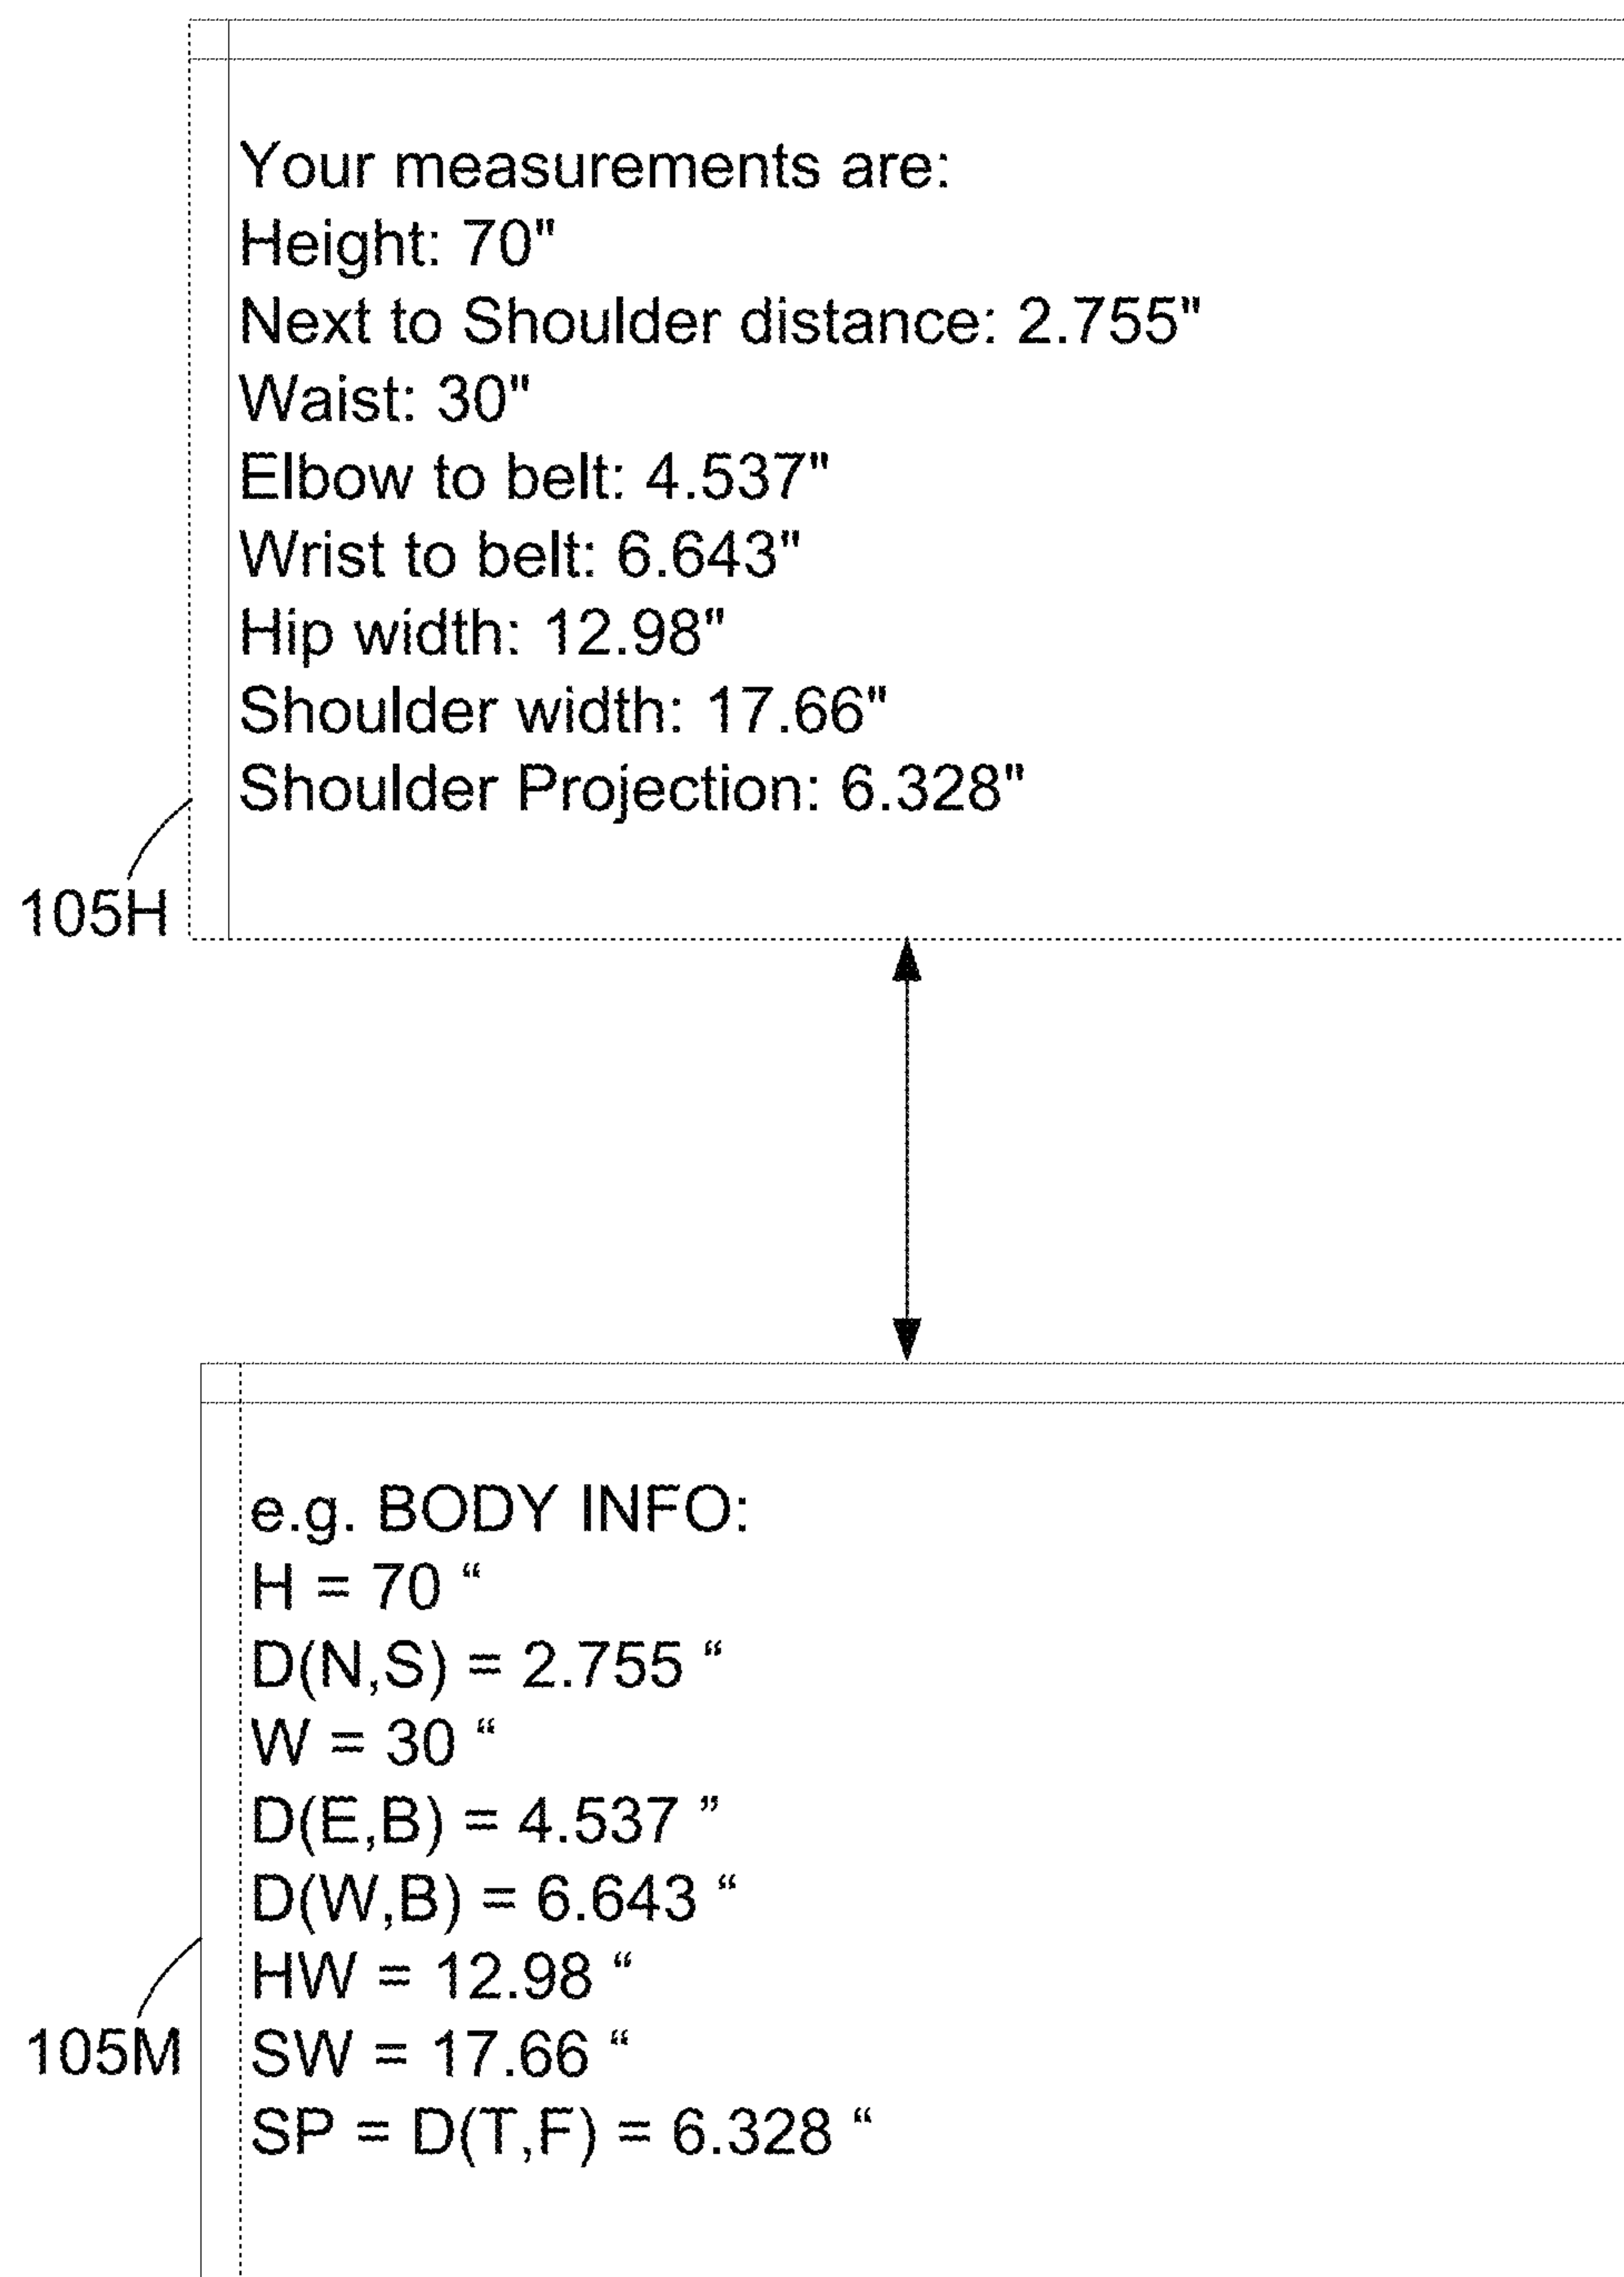 Your measurements are:
Height: 70"
Next to Shoulder distance: 2.755"
Waist: 30"
Elbow to belt: 4.537"
Wrist to belt: 6.643"
Hip width: 12.98"
Shoulder width: 17.66"
Shoulder Projection: 6.328"
105H
e.g. BODY INFO:
H = 70 “
D(N,S) = 2.755 “
W = 30 “
D(E,B) = 4.537 ”
D(W,B) = 6.643 “
HW = 12.98 “
SW = 17.66 “
105M
SP = D(T,F) = 6.328 “